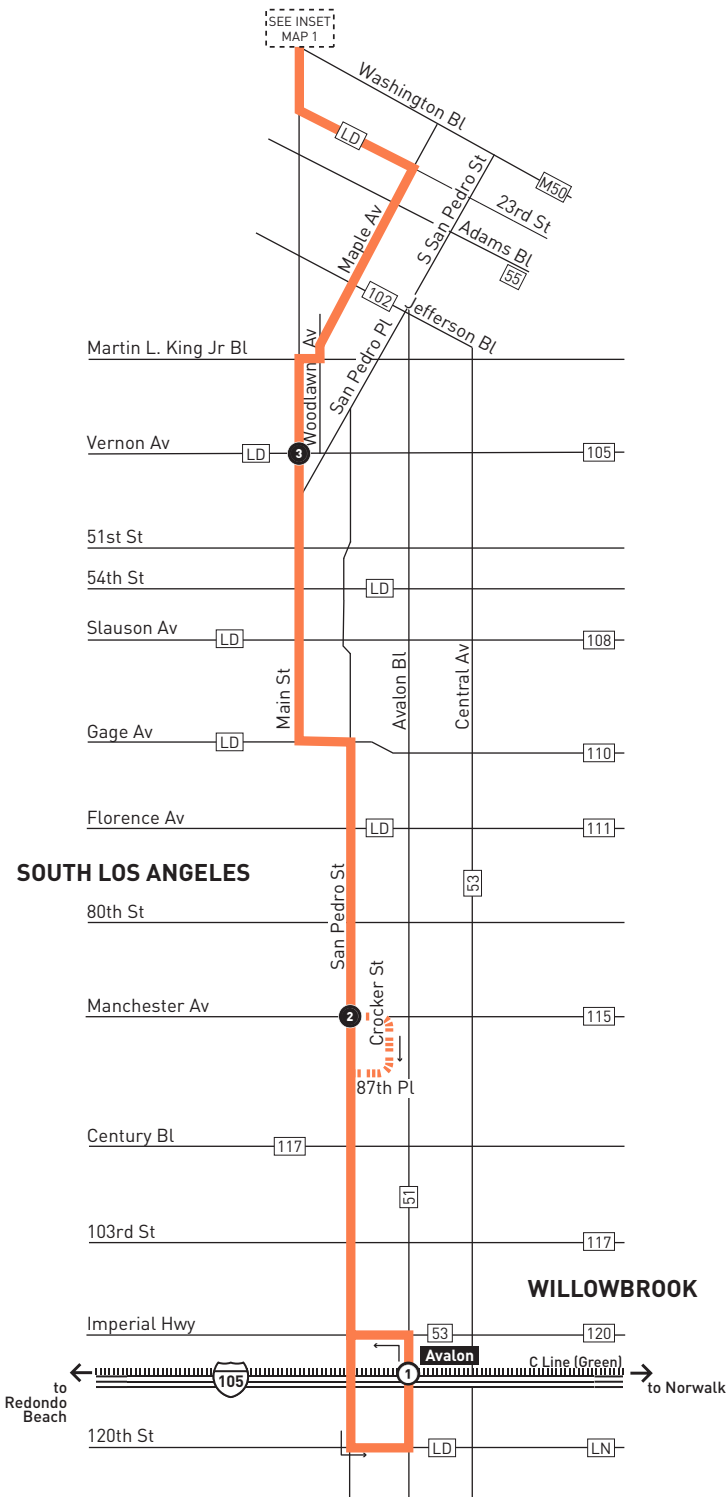 SEE INSET
MAP 1
Washington Bl
LD
M50
23rd St
S San Pedro St
Maple Av
Adams Bl
55
102
Jefferson Bl
Martin L. King Jr Bl
Woodlawn Av
San Pedro Pl
Vernon Av
LD
3
105
51st St
54th St
LD
Slauson Av
LD
108
Main St
Avalon Bl
Central Av
Gage Av
LD
110
Florence Av
LD
111
SOUTH LOS ANGELES
53
80th St
San Pedro St
Crocker St
Manchester Av
2
115
87th Pl
Century Bl
117
51
103rd St
117
WILLOWBROOK
Imperial Hwy
53
120
Avalon
C Line (Green)
1
105
to
Redondo
Beach
to Norwalk
120th St
LD
LN